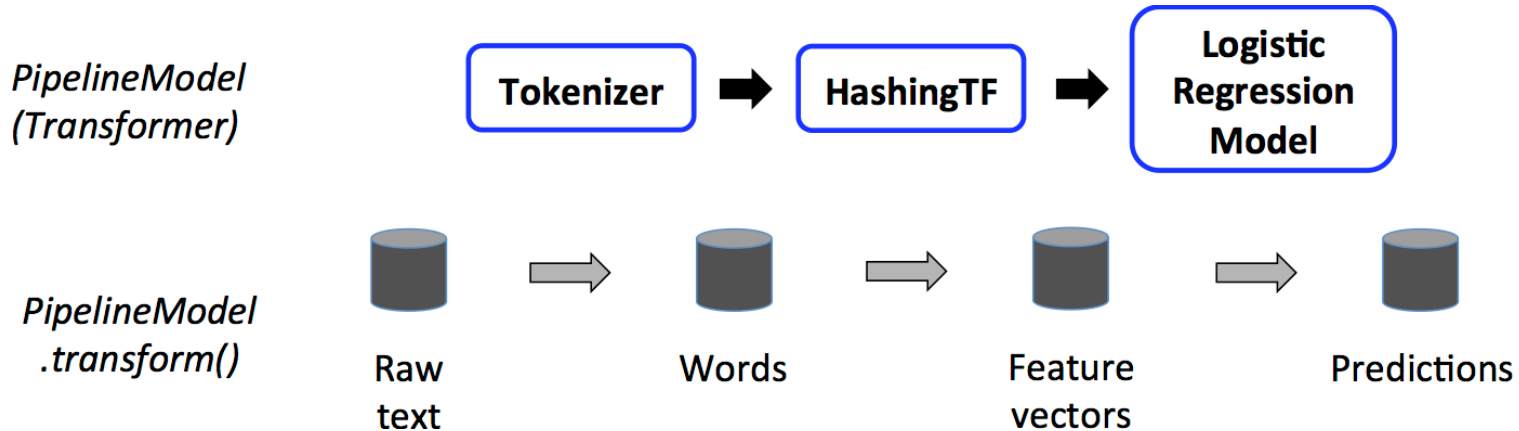 PipelineModel
(Transformer)
Tokenizer
HashingTF
Logistic
Regression
Model
PipelineModel
.transform()
Raw
text
Words
Feature
vectors
Predictions